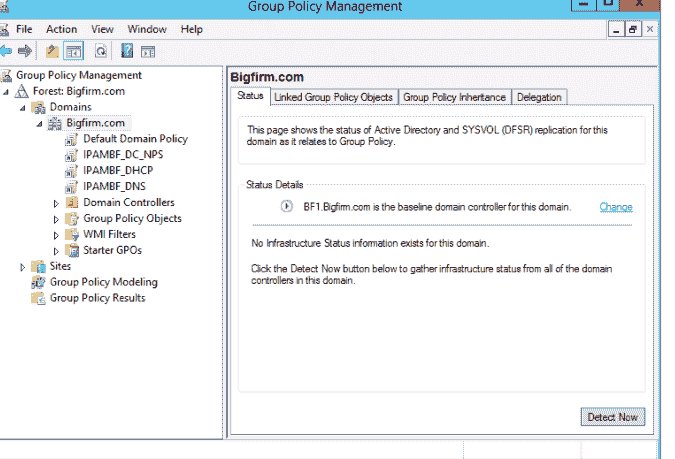 Group Policy Management
File Action View Window Help
Group Policy Management
Forest: Bigfirm.com
Domains
Bigfirm.com
Default Domain Policy
IPAMBF_DC_NPS
IPAMBF_DHCP
IPAMBF_DNS
Domain Controllers
Group Policy Objects
WMI Filters
Starter GPOs
Sites
Group Policy Modeling
Group Policy Results
Bigfirm.com
Status Linked Group Policy Objects Group Policy Inheritance Delegation
This page shows the status of Active Directory and SYSVOL (DFSR) replication for this
domain as it relates to Group Policy.
Status Details
BF1.Bigfirm.com is the baseline domain controller for this domain. Change
No Infrastructure Status information exists for this domain.
Click the Detect Now button below to gather infrastructure status from all of the domain
controllers in this domain.
Detect Now